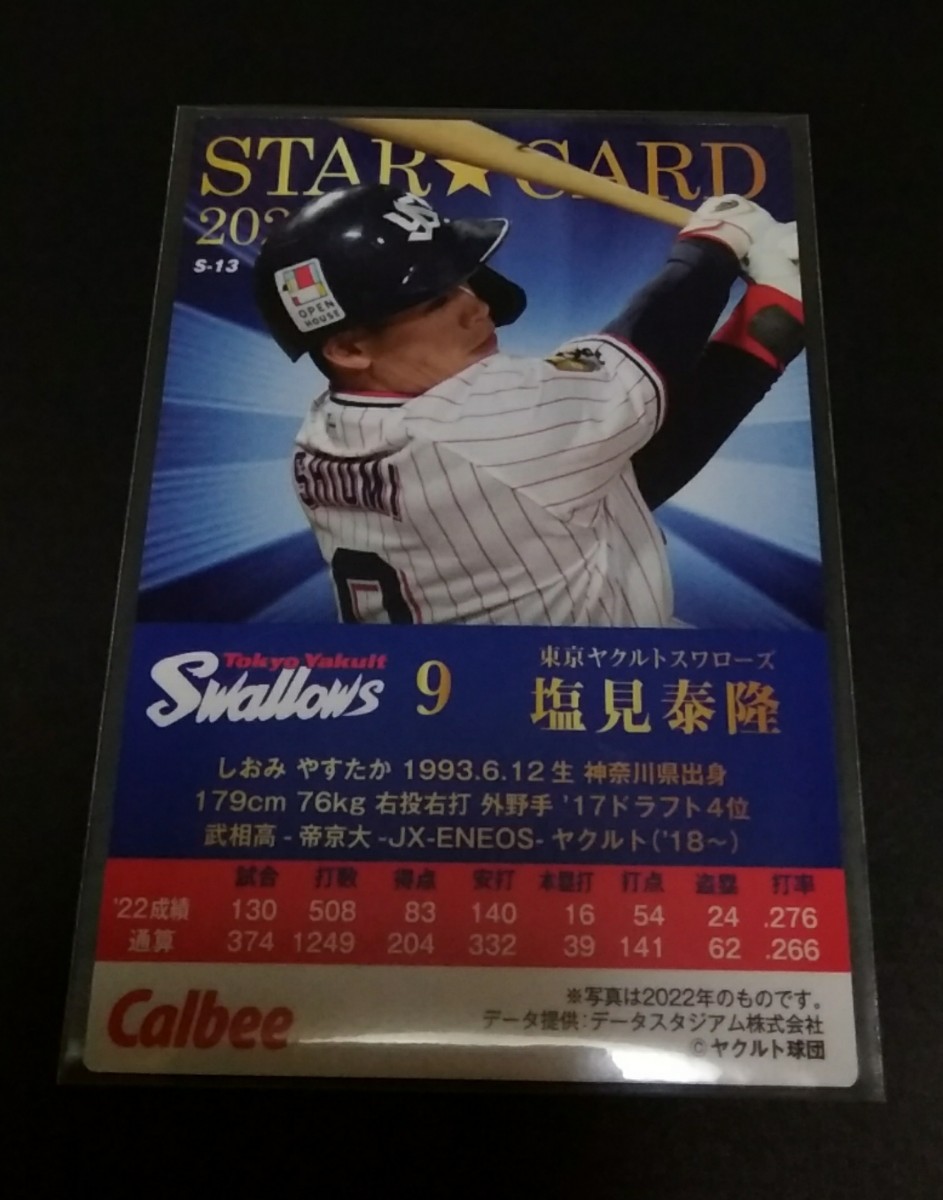 STAR★CARD
202
S-13
OPEN
HOUSE
SHIOMI
9
Tokyo Yakult
Swallows
9
東京ヤクルトスワローズ
塩見泰隆
しおみ やすたか 1993.6.12生 神奈川県出身
179cm 76kg 右投右打 外野手 '17ドラフト4位
武相高-帝京大-JX-ENEOS-ヤクルト('18〜)
試合 打数 得点 安打 本塁打 打点 盗塁 打率
'22成績 130 508 83 140 16 54 24 .276
通算 374 1249 204 332 39 141 62 .266
Calbee
※写真は2022年のものです。
データ提供:データスタジアム株式会社
©ヤクルト球団